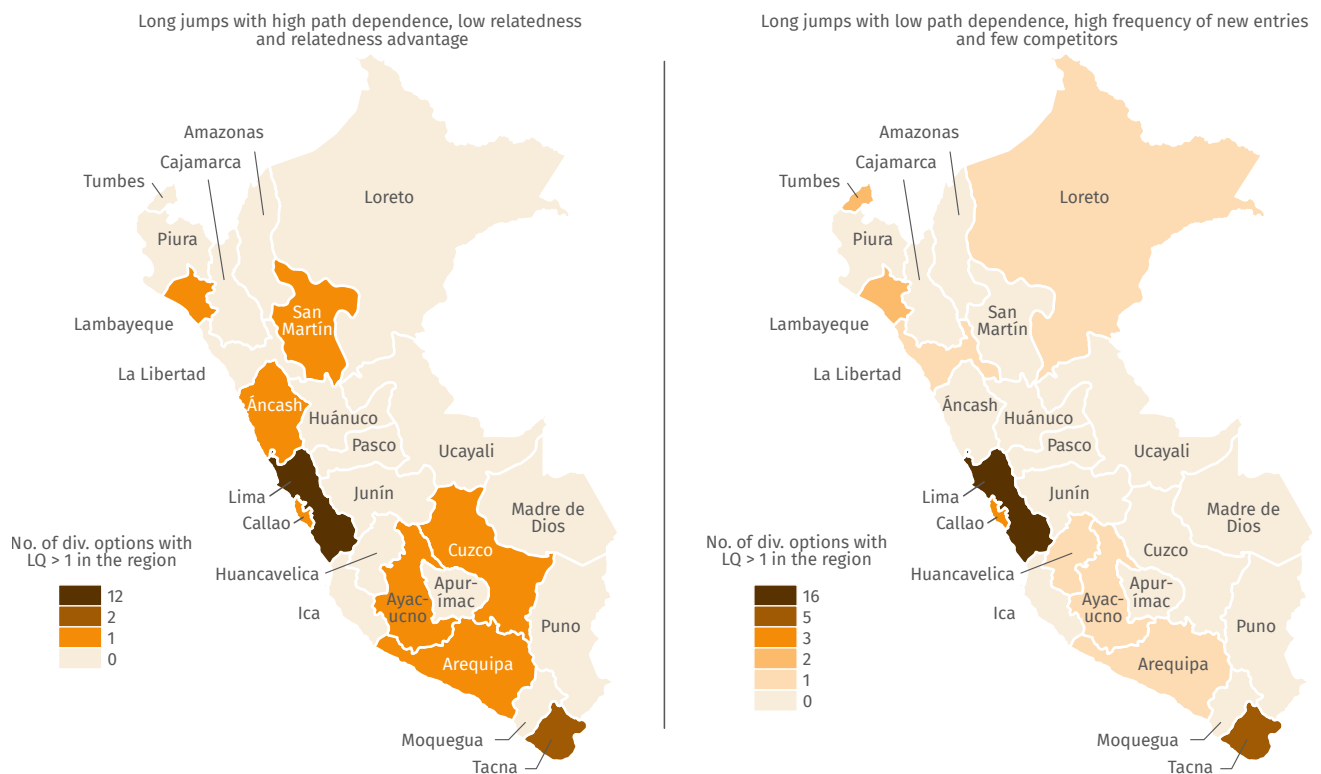 Long jumps with high path dependence, low relatedness
and relatedness advantage
Amazonas
Cajamarca
Tumbes
Loreto
Piura
San
Martín
Lambayeque
La Libertad
Áncash
Huánuco
Pasco
Ucayali
Lima
Junín
Callao
Madre de
Dios
No. of div. options with
LQ > 1 in the region
Cuzco
Huancavelica
Apur-
ímac
12
Ayac-
ucno
2
Ica
1
Puno
0
Arequipa
Moquegua
Tacna
Long jumps with low path dependence, high frequency of new entries
and few competitors
Amazonas
Cajamarca
Tumbes
Loreto
Piura
San
Martín
Lambayeque
La Libertad
Áncash
Huánuco
Pasco
Ucayali
Lima
Junín
Callao
Madre de
Dios
No. of div. options with
LQ > 1 in the region
Cuzco
Huancavelica
Apur-
ímac
16
Ayac-
ucno
5
Ica
3
Puno
2
Arequipa
1
0
Moquegua
Tacna